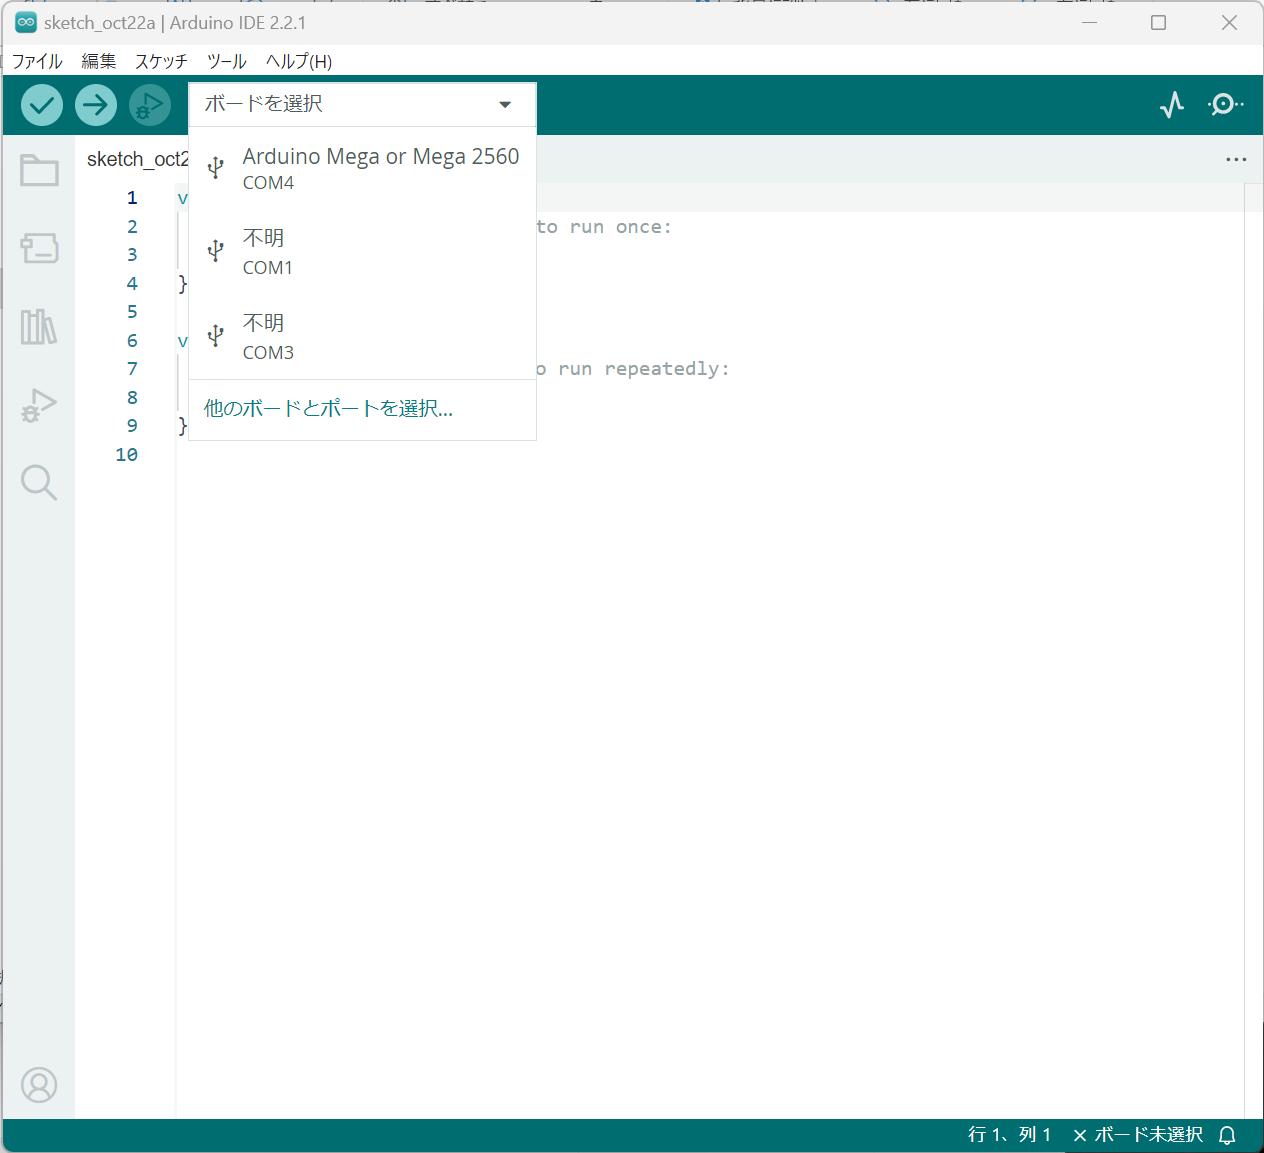 sketch_oct22a | Arduino IDE 2.2.1
ファイル 編集 スケッチ ツール ヘルプ(H)
ボードを選択
Arduino Mega or Mega 2560
COM4
不明
COM1
不明
COM3
他のボードとポートを選択...
sketch_oct2
1 v
2 to run once:
3
4 }
5
6 v
7 o run repeatedly:
8
9 }
10
行 1、列 1 × ボード未選択